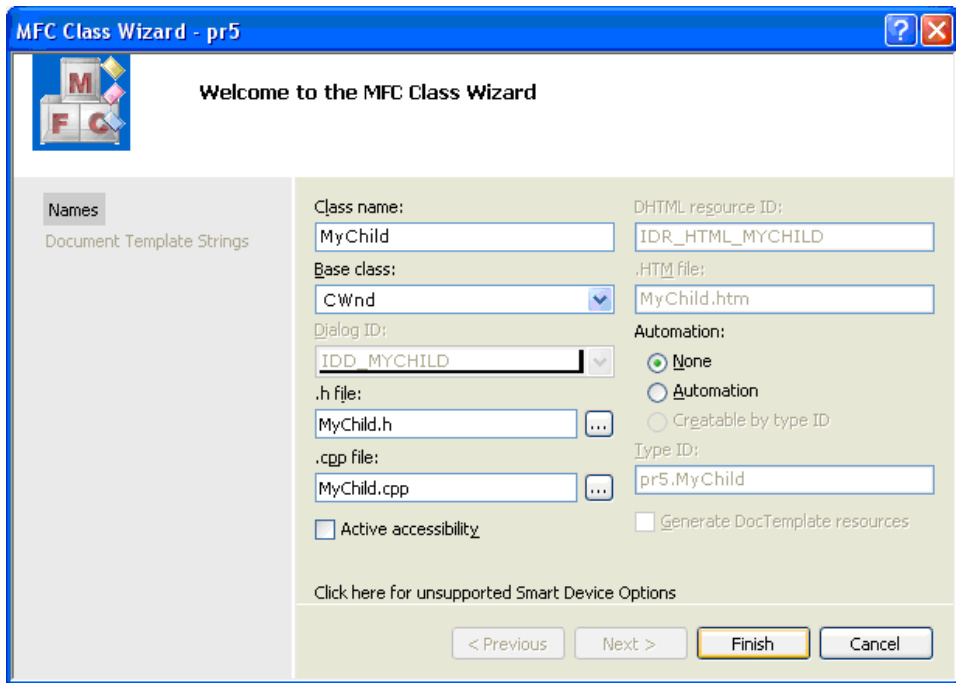 MFC Class Wizard - pr5
M
F C
Welcome to the MFC Class Wizard
Names
Document Template Strings
Class name:
MyChild
Base class:
CWnd
Dialog ID:
IDD_MYCHILD
.h file:
MyChild.h
...
.cpp file:
MyChild.cpp
...
Active accessibility
DHTML resource ID:
IDR_HTML_MYCHILD
.HTM file:
MyChild.htm
Automation:
None
Automation
Creatable by type ID
Type ID:
pr5.MyChild
Generate DocTemplate resources
Click here for unsupported Smart Device Options
< Previous
Next >
Finish
Cancel